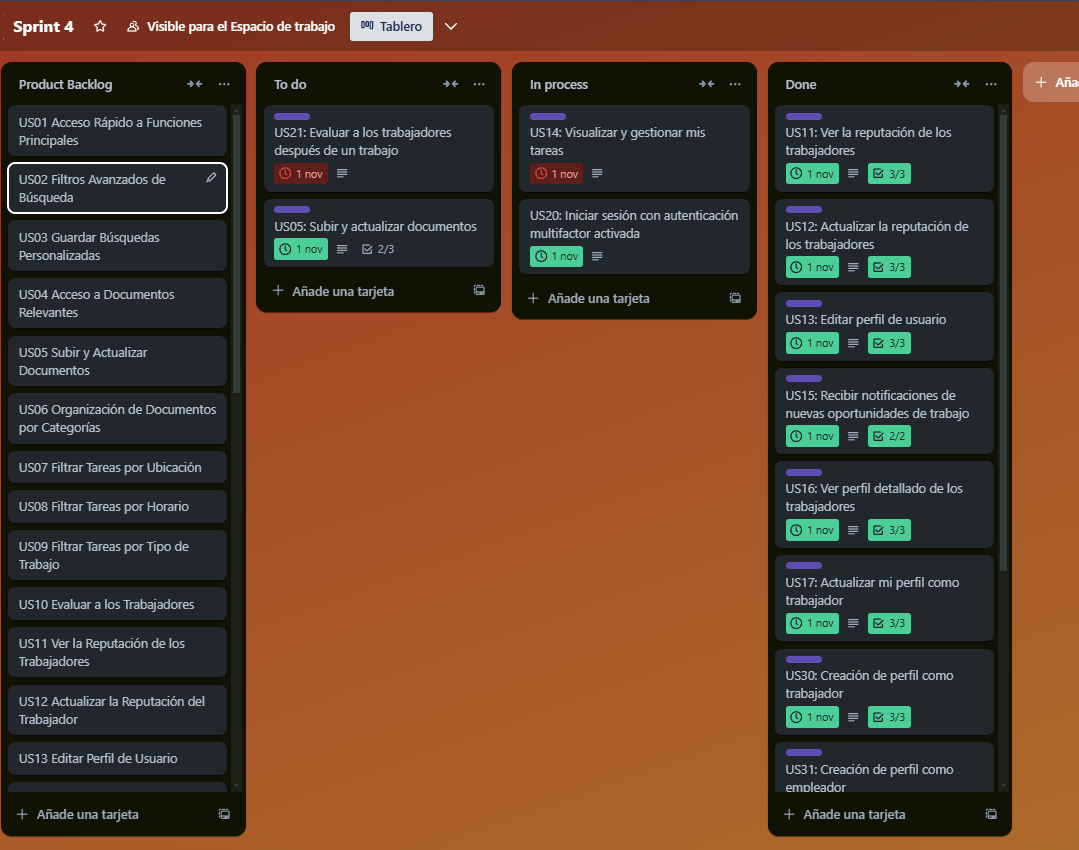 Sprint 4
Visible para el Espacio de trabajo
Tablero
Product Backlog
US01 Acceso Rápido a Funciones
Principales
US02 Filtros Avanzados de
Búsqueda
US03 Guardar Búsquedas
Personalizadas
US04 Acceso a Documentos
Relevantes
US05 Subir y Actualizar
Documentos
US06 Organización de Documentos
por Categorías
US07 Filtrar Tareas por Ubicación
US08 Filtrar Tareas por Horario
US09 Filtrar Tareas por Tipo de
Trabajo
US10 Evaluar a los Trabajadores
US11 Ver la Reputación de los
Trabajadores
US12 Actualizar la Reputación del
Trabajador
US13 Editar Perfil de Usuario
+ Añade una tarjeta
To do
US21: Evaluar a los trabajadores
después de un trabajo
1 nov
US05: Subir y actualizar documentos
1 nov 2/3
+ Añade una tarjeta
In process
US14: Visualizar y gestionar mis
tareas
1 nov
US20: Iniciar sesión con autenticación
multifactor activada
1 nov
+ Añade una tarjeta
Done
US11: Ver la reputación de los
trabajadores
1 nov 3/3
US12: Actualizar la reputación de
los trabajadores
1 nov 3/3
US13: Editar perfil de usuario
1 nov 3/3
US15: Recibir notificaciones de
nuevas oportunidades de trabajo
1 nov 2/2
US16: Ver perfil detallado de los
trabajadores
1 nov 3/3
US17: Actualizar mi perfil como
trabajador
1 nov 3/3
US30: Creación de perfil como
trabajador
1 nov 3/3
US31: Creación de perfil como
empleador
+ Añade una tarjeta
+ Aña